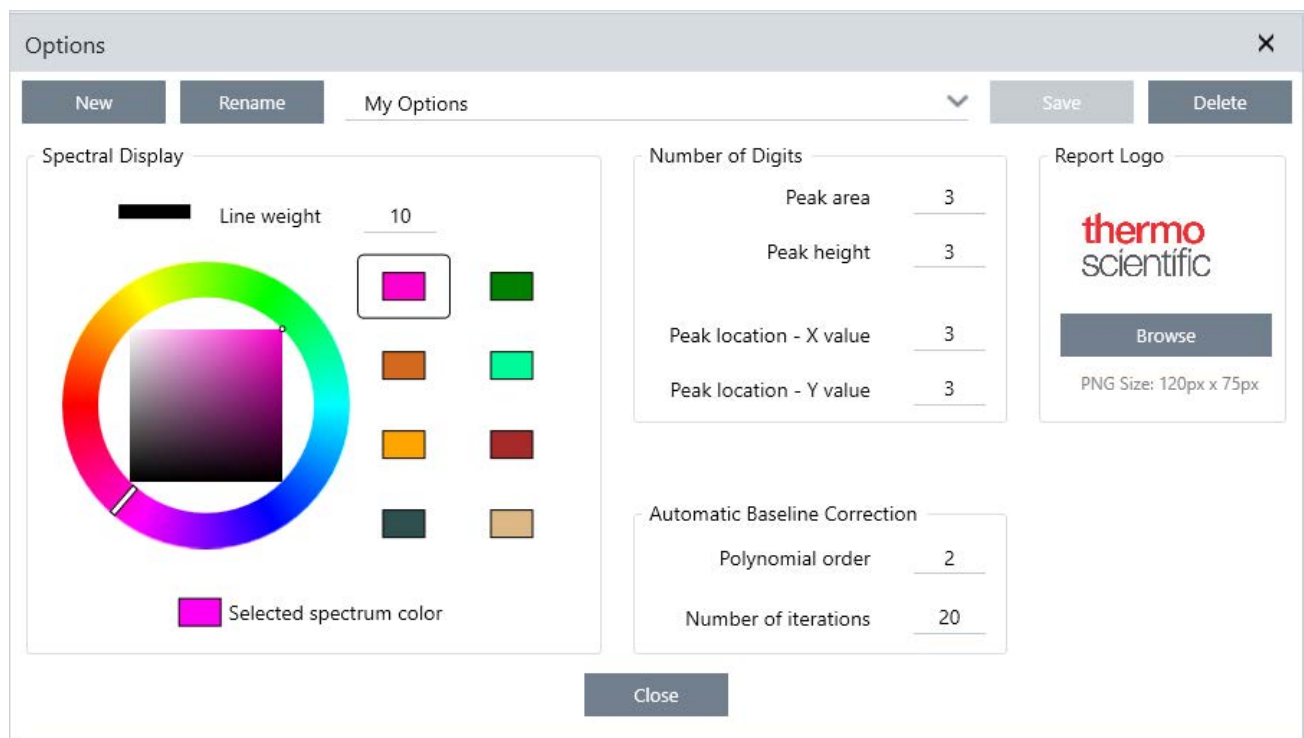 Options
New
Rename
My Options
Save
Delete
Spectral Display
Line weight 10
Selected spectrum color
Number of Digits
Peak area 3
Peak height 3
Peak location - X value 3
Peak location - Y value 3
Automatic Baseline Correction
Polynomial order 2
Number of iterations 20
Report Logo
thermo
scientific
Browse
PNG Size: 120px x 75px
Close